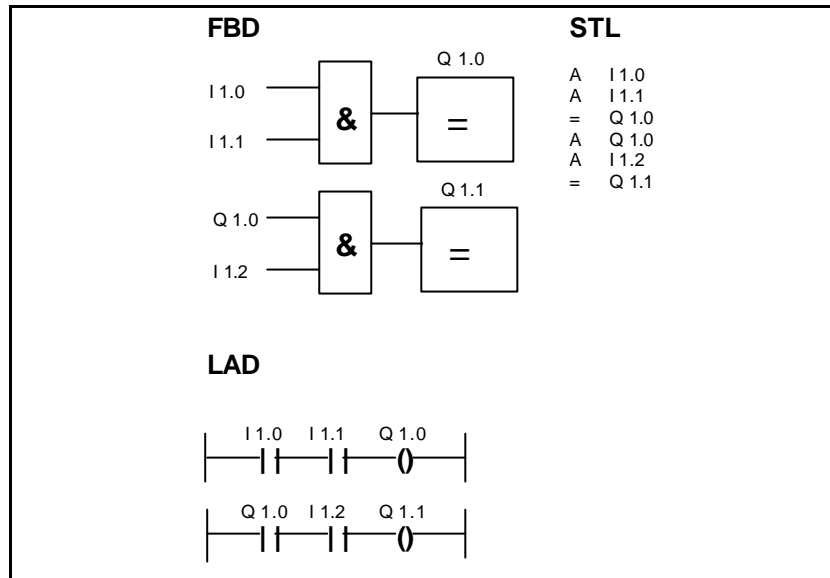 FBD
Q 1.0
I 1.0
I 1.1
&
=
Q 1.1
Q 1.0
I 1.2
&
=
STL
A I 1.0
A I 1.1
= Q 1.0
A Q 1.0
A I 1.2
= Q 1.1
LAD
I 1.0 I 1.1 Q 1.0
()
Q 1.0 I 1.2 Q 1.1
()